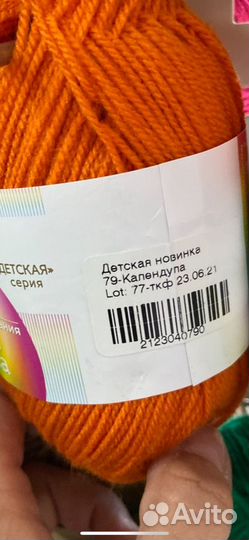 ДЕТСКАЯ»
серия
Детская новинка
79-Календула
Lot: 77-ткф 23.06.21
2123040790
Avito